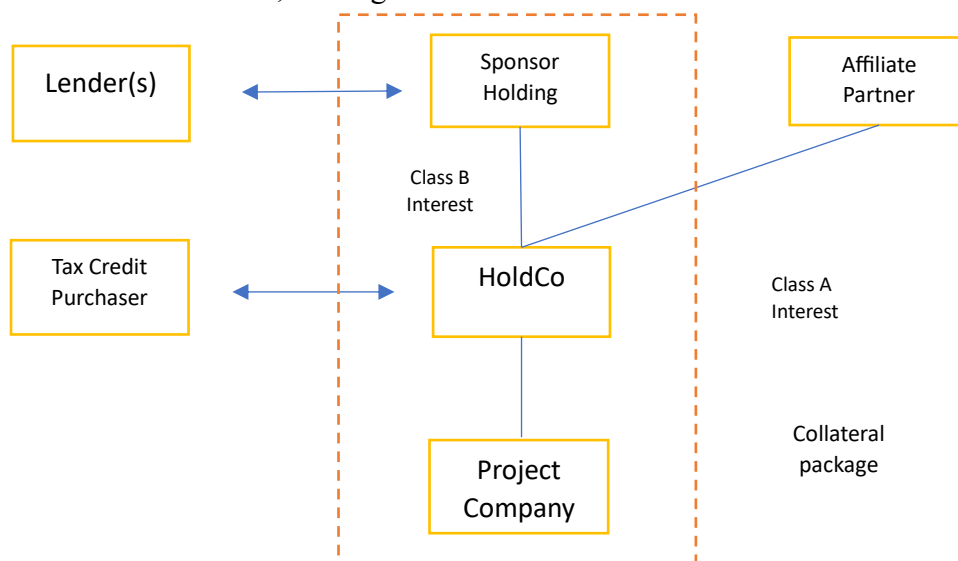 Lender(s)
Sponsor
Holding
Affiliate
Partner
Class B
Interest
Tax Credit
Purchaser
HoldCo
Class A
Interest
Collateral
package
Project
Company